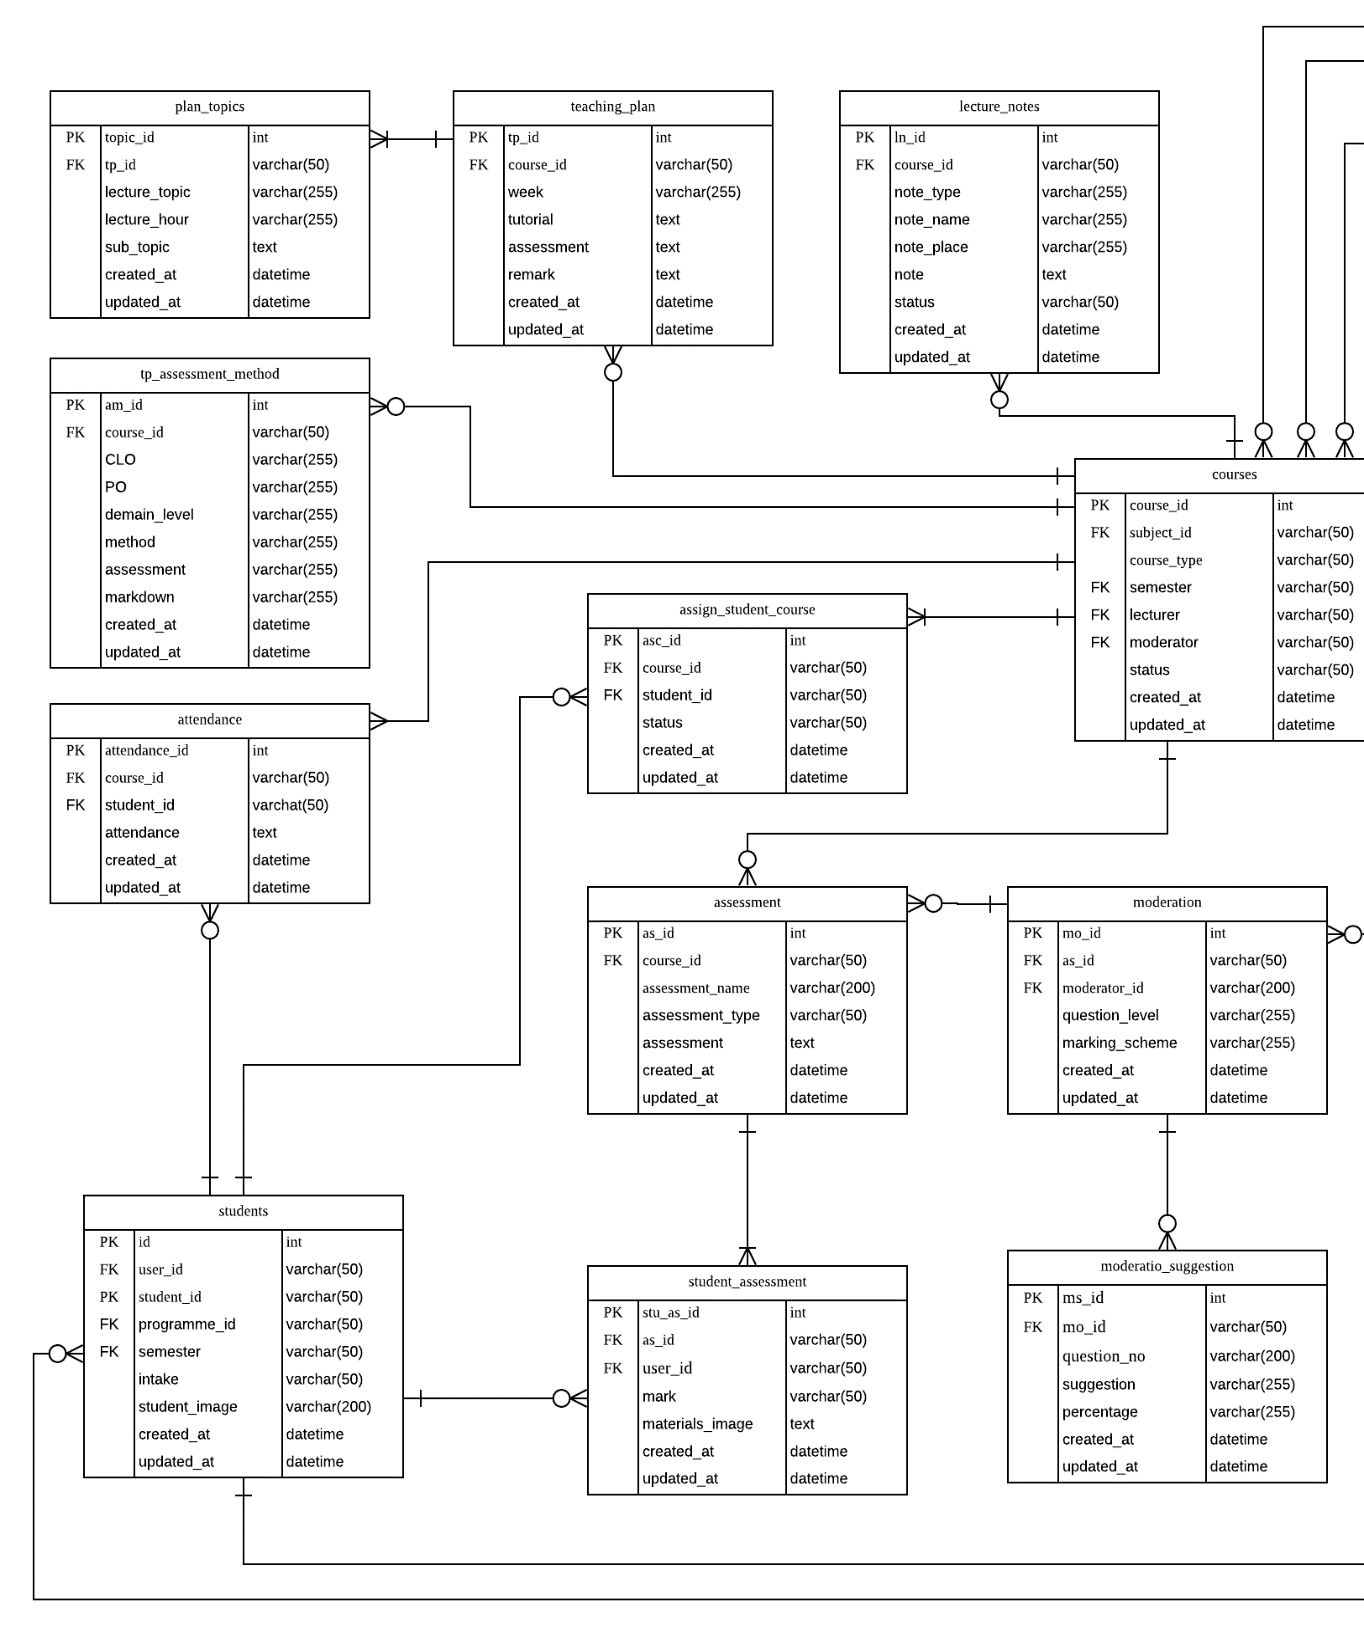 plan_topics
PK topic_id int
FK tp_id varchar(50)
lecture_topic varchar(255)
lecture_hour varchar(255)
sub_topic text
created_at datetime
updated_at datetime
teaching_plan
PK tp_id int
FK course_id varchar(50)
week varchar(255)
tutorial text
assessment text
remark text
created_at datetime
updated_at datetime
lecture_notes
PK ln_id int
FK course_id varchar(50)
note_type varchar(255)
note_name varchar(255)
note_place varchar(255)
note text
status varchar(50)
created_at datetime
updated_at datetime
tp_assessment_method
PK am_id int
FK course_id varchar(50)
CLO varchar(255)
PO varchar(255)
demain_level varchar(255)
method varchar(255)
assessment varchar(255)
markdown varchar(255)
created_at datetime
updated_at datetime
courses
PK course_id int
FK subject_id varchar(50)
course_type varchar(50)
FK semester varchar(50)
FK lecturer varchar(50)
FK moderator varchar(50)
status varchar(50)
created_at datetime
updated_at datetime
assign_student_course
PK asc_id int
FK course_id varchar(50)
FK student_id varchar(50)
status varchar(50)
created_at datetime
updated_at datetime
attendance
PK attendance_id int
FK course_id varchar(50)
FK student_id varchat(50)
attendance text
created_at datetime
updated_at datetime
assessment
PK as_id int
FK course_id varchar(50)
assessment_name varchar(200)
assessment_type varchar(50)
assessment text
created_at datetime
updated_at datetime
moderation
PK mo_id int
FK as_id varchar(50)
FK moderator_id varchar(200)
question_level varchar(255)
marking_scheme varchar(255)
created_at datetime
updated_at datetime
students
PK id int
FK user_id varchar(50)
PK student_id varchar(50)
FK programme_id varchar(50)
FK semester varchar(50)
intake varchar(50)
student_image varchar(200)
created_at datetime
updated_at datetime
student_assessment
PK stu_as_id int
FK as_id varchar(50)
FK user_id varchar(50)
mark varchar(50)
materials_image text
created_at datetime
updated_at datetime
moderatio_suggestion
PK ms_id int
FK mo_id varchar(50)
question_no varchar(200)
suggestion varchar(255)
percentage varchar(255)
created_at datetime
updated_at datetime